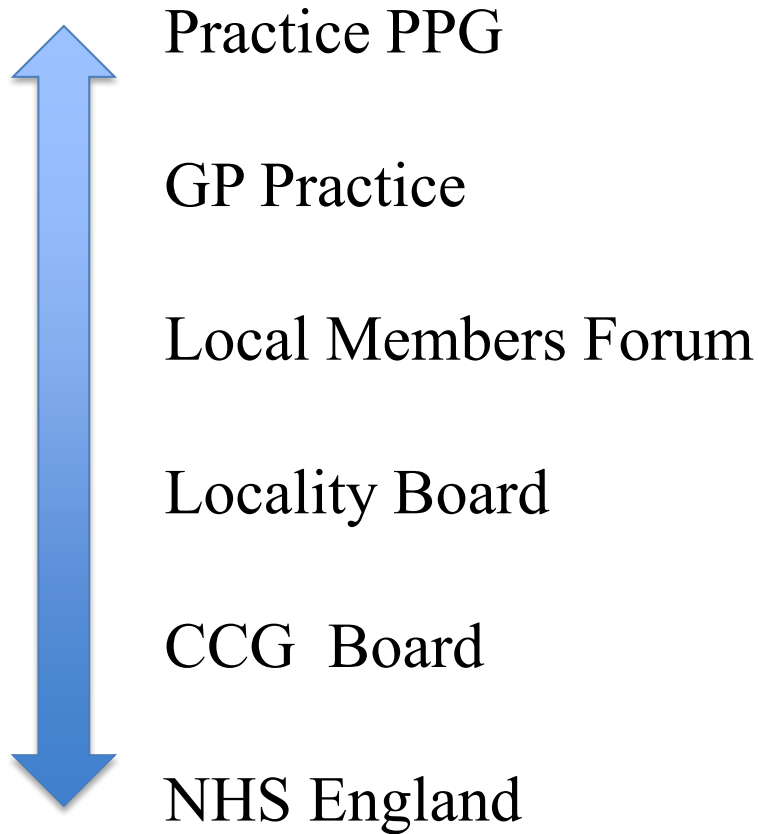 Practice PPG
GP Practice
Local Members Forum
Locality Board
CCG  Board
NHS England